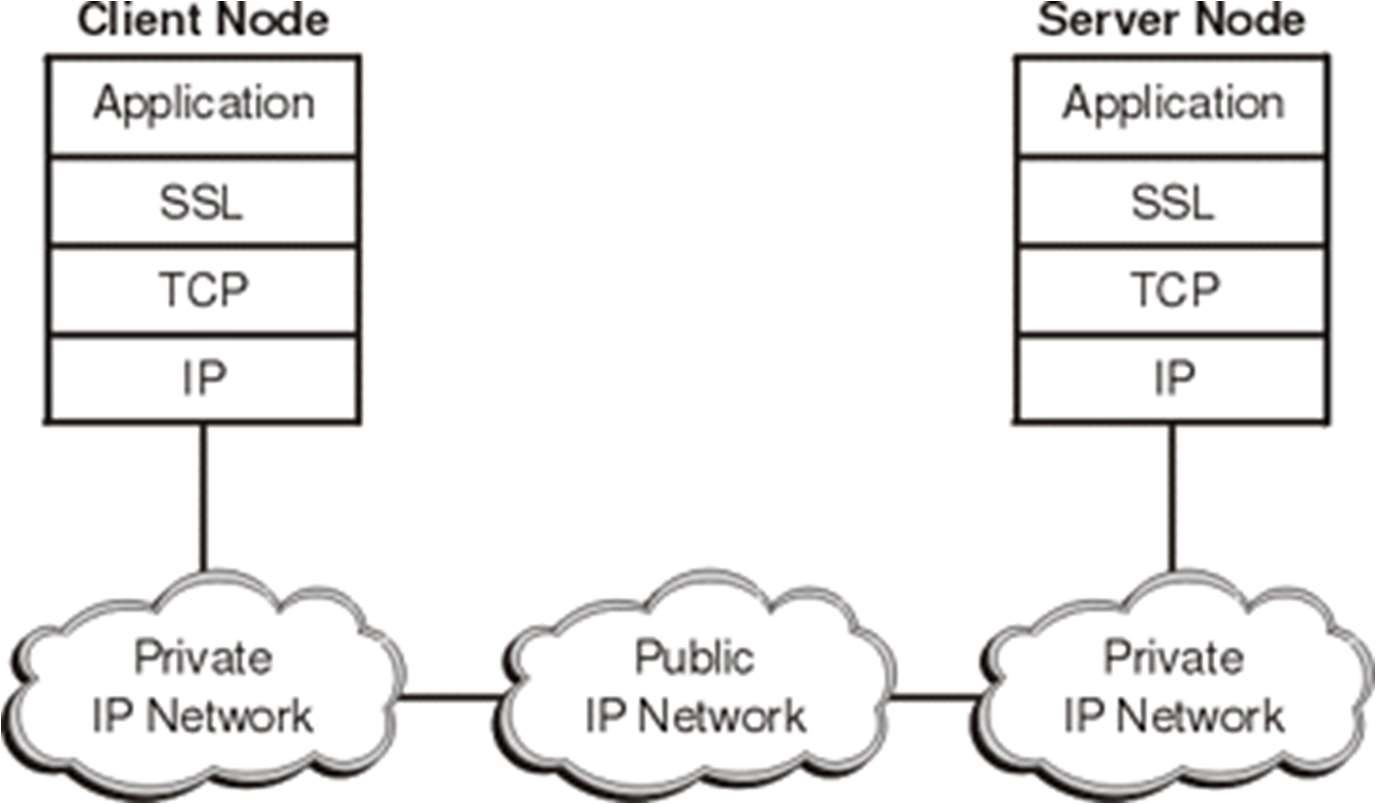 Client Node
Application
SSL
TCP
IP
Server Node
Application
SSL
TCP
IP
Private
IP Network
Public
IP Network
Private
IP Network